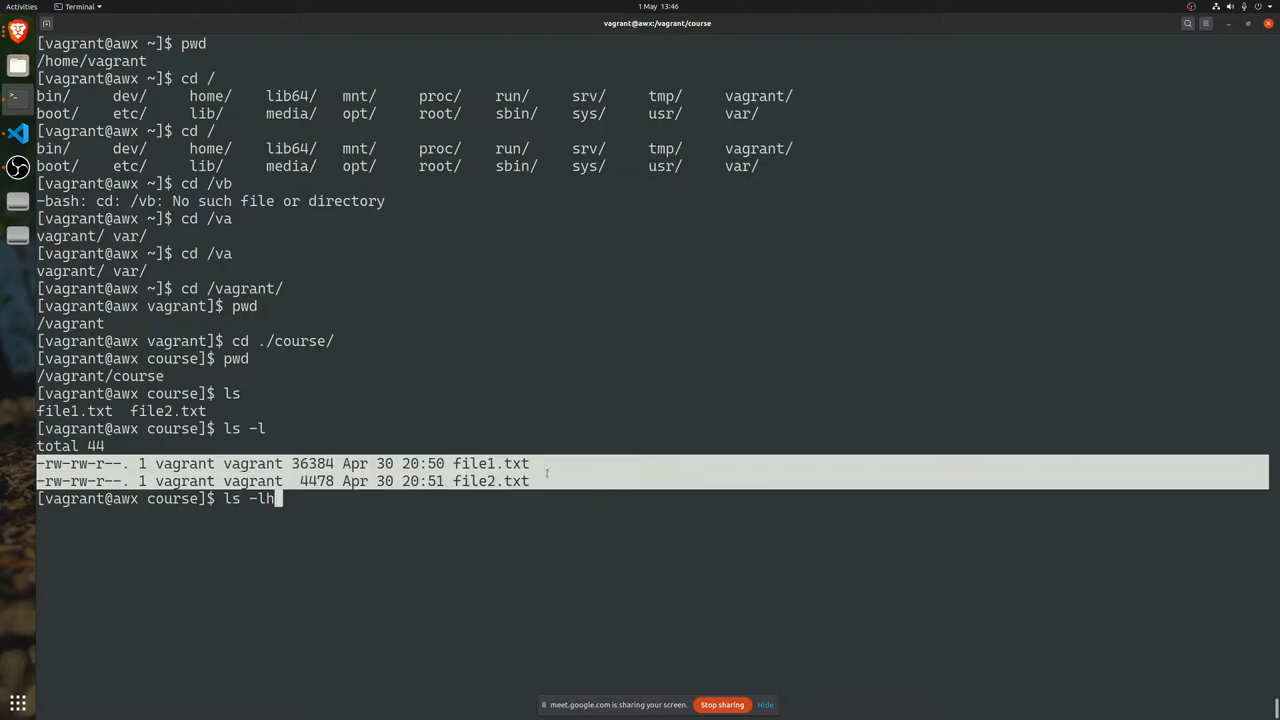 Activities
Terminal
1 May 13:46
vagrant@awx:/vagrant/course
[vagrant@awx ~]$ pwd
/home/vagrant
[vagrant@awx ~]$ cd /
bin/ dev/ home/ lib64/ mnt/ proc/ run/ srv/ tmp/ vagrant/
boot/ etc/ lib/ media/ opt/ root/ sbin/ sys/ usr/ var/
[vagrant@awx ~]$ cd /
bin/ dev/ home/ lib64/ mnt/ proc/ run/ srv/ tmp/ vagrant/
boot/ etc/ lib/ media/ opt/ root/ sbin/ sys/ usr/ var/
[vagrant@awx ~]$ cd /vb
-bash: cd: /vb: No such file or directory
[vagrant@awx ~]$ cd /va
vagrant/ var/
[vagrant@awx ~]$ cd /va
vagrant/ var/
[vagrant@awx ~]$ cd /vagrant/
[vagrant@awx vagrant]$ pwd
/vagrant
[vagrant@awx vagrant]$ cd ./course/
[vagrant@awx course]$ pwd
/vagrant/course
[vagrant@awx course]$ ls
file1.txt file2.txt
[vagrant@awx course]$ ls -l
total 44
-rw-rw-r--. 1 vagrant vagrant 36384 Apr 30 20:50 file1.txt
-rw-rw-r--. 1 vagrant vagrant 4478 Apr 30 20:51 file2.txt
[vagrant@awx course]$ ls -lh
meet.google.com is sharing your screen. Stop sharing Hide